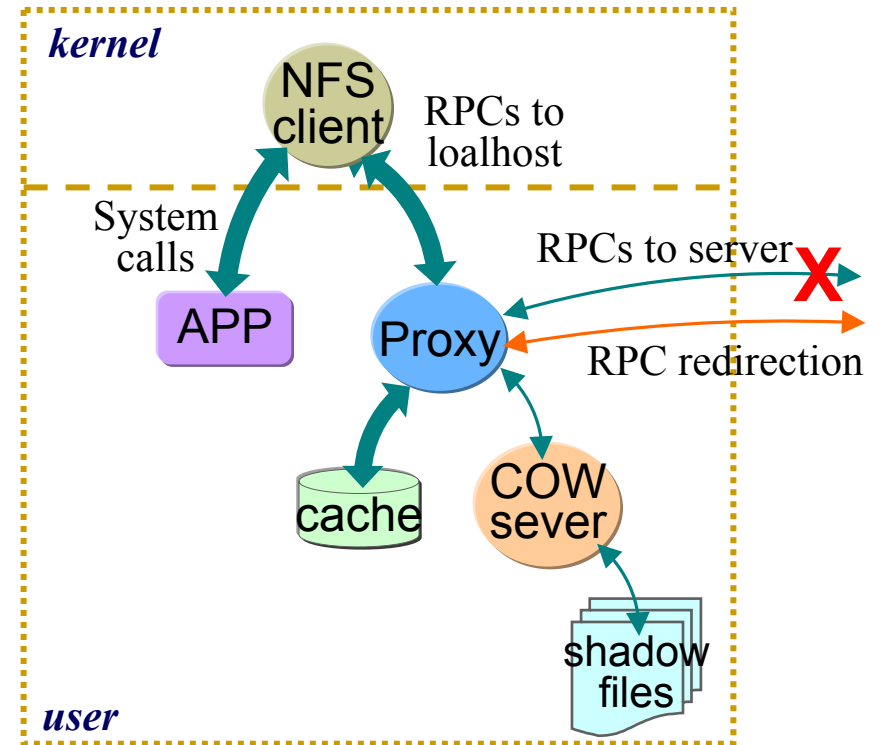 kernel
NFS
client
RPCs to
loalhost
System
calls
RPCs to server
X
APP
Proxy
RPC redirection
cache
COW
sever
shadow
files
user